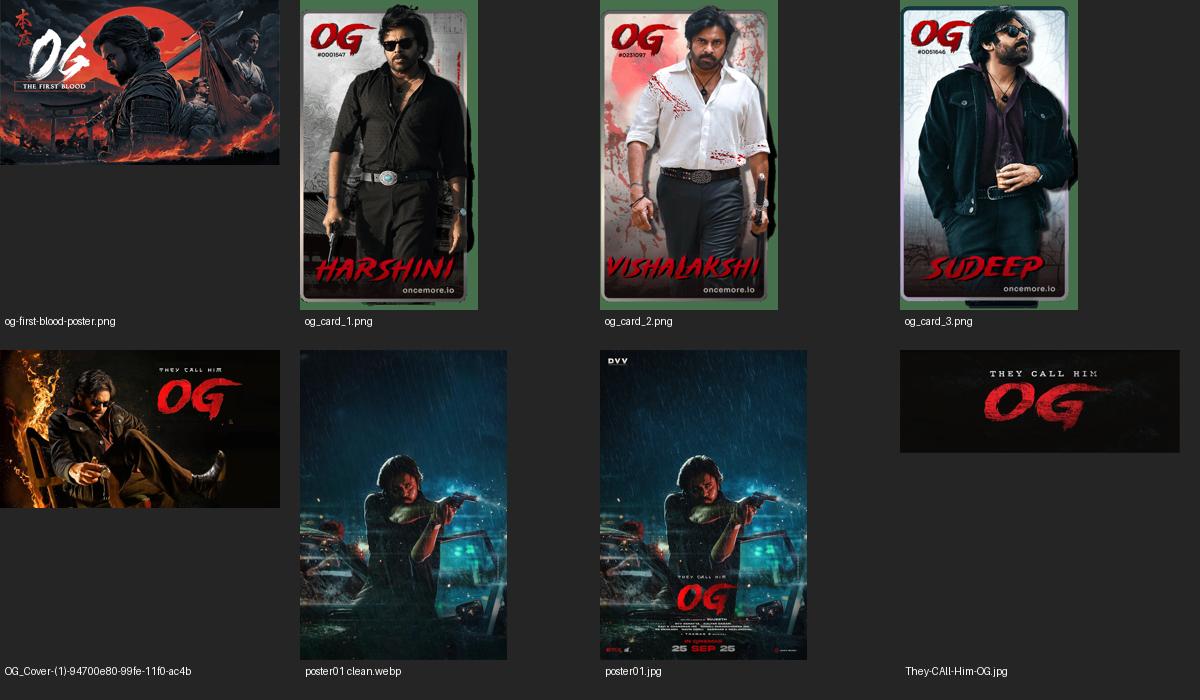 本在
OG
THE FIRST BLOOD
og-first-blood-poster.png
OG
#0001547
HARSHINI
oncemore.io
og_card_1.png
OG
#0231097
VISHALAKSHI
oncemore.io
og_card_2.png
OG
#0051646
SUDEEP
oncemore.io
og_card_3.png
THEY CALL HIM
OG
OG_Cover-(1)-94700e80-99fe-11f0-ac4b
poster01 clean.webp
DVV
THEY CALL HIM
OG
SUJEETH
25 SEP 25
poster01.jpg
THEY CALL HIM
OG
They-CAll-Him-OG.jpg